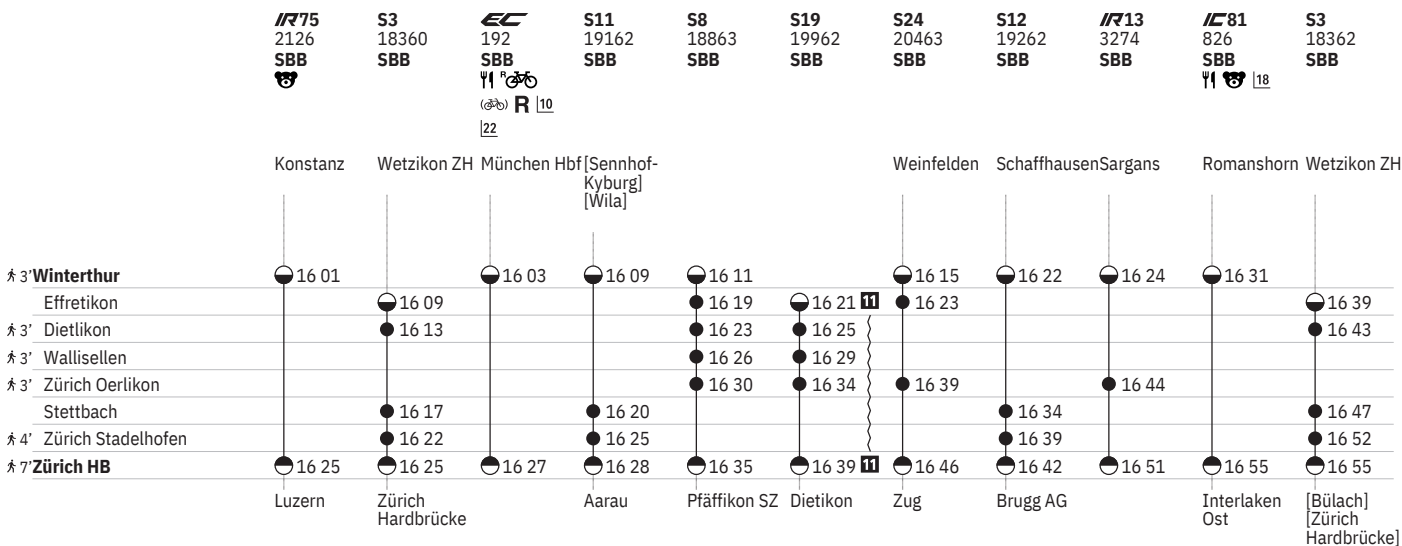 IR75 S3 EC S11 S8 S19 S24 S12 IR13 IC81 S3
2126 18360 192 19162 18863 19962 20463 19262 3274 826 18362
SBB SBB SBB SBB SBB SBB SBB SBB SBB SBB SBB
R 18
R 10
22
Konstanz Wetzikon ZH München Hbf [Sennhof- Weinfelden Schaffhausen Sargans Romanshorn Wetzikon ZH
Kyburg]
[Wila]
3' Winterthur 16 01 16 03 16 09 16 11 16 15 16 22 16 24 16 31
Effretikon 16 09 16 19 16 21 11 16 23 16 39
3' Dietlikon 16 13 16 23 16 25 16 43
3' Wallisellen 16 26 16 29
3' Zürich Oerlikon 16 30 16 34 16 39 16 44
Stettbach 16 17 16 20 16 34 16 47
4' Zürich Stadelhofen 16 22 16 25 16 39 16 52
7' Zürich HB 16 25 16 25 16 27 16 28 16 35 16 39 11 16 46 16 42 16 51 16 55 16 55
Luzern Zürich Aarau Pfäffikon SZ Dietikon Zug Brugg AG Interlaken [Bülach]
Hardbrücke Ost [Zürich
Hardbrücke]